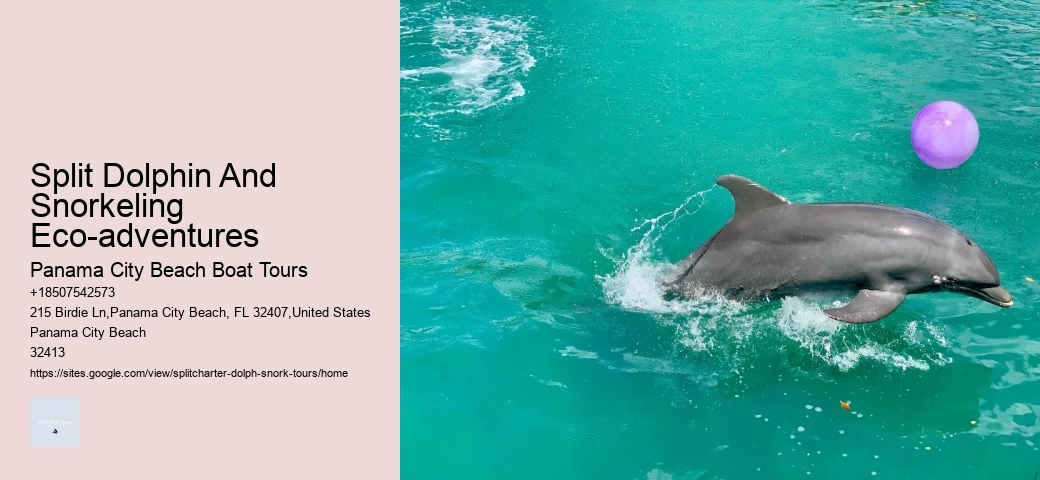 Split Dolphin And
Snorkeling
Eco-adventures
Panama City Beach Boat Tours
+18507542573
215 Birdie Ln,Panama City Beach, FL 32407,United States
Panama City Beach
32413
https://sites.google.com/view/splitcharter-dolph-snork-tours/home